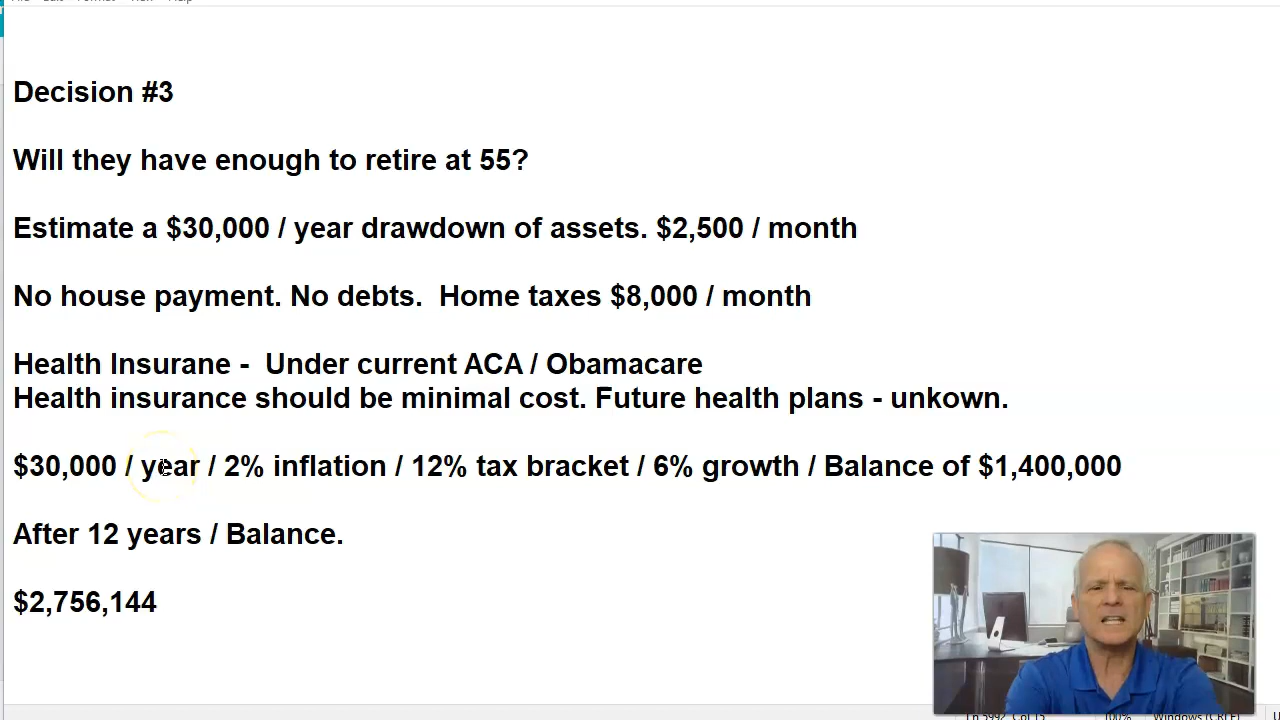 Decision #3
Will they have enough to retire at 55?
Estimate a $30,000 / year drawdown of assets. $2,500 / month
No house payment. No debts.  Home taxes $8,000 / month
Health Insurane -  Under current ACA / Obamacare
Health insurance should be minimal cost. Future health plans - unkown.
$30,000 / year / 2% inflation / 12% tax bracket / 6% growth / Balance of $1,400,000
After 12 years / Balance.
$2,756,144